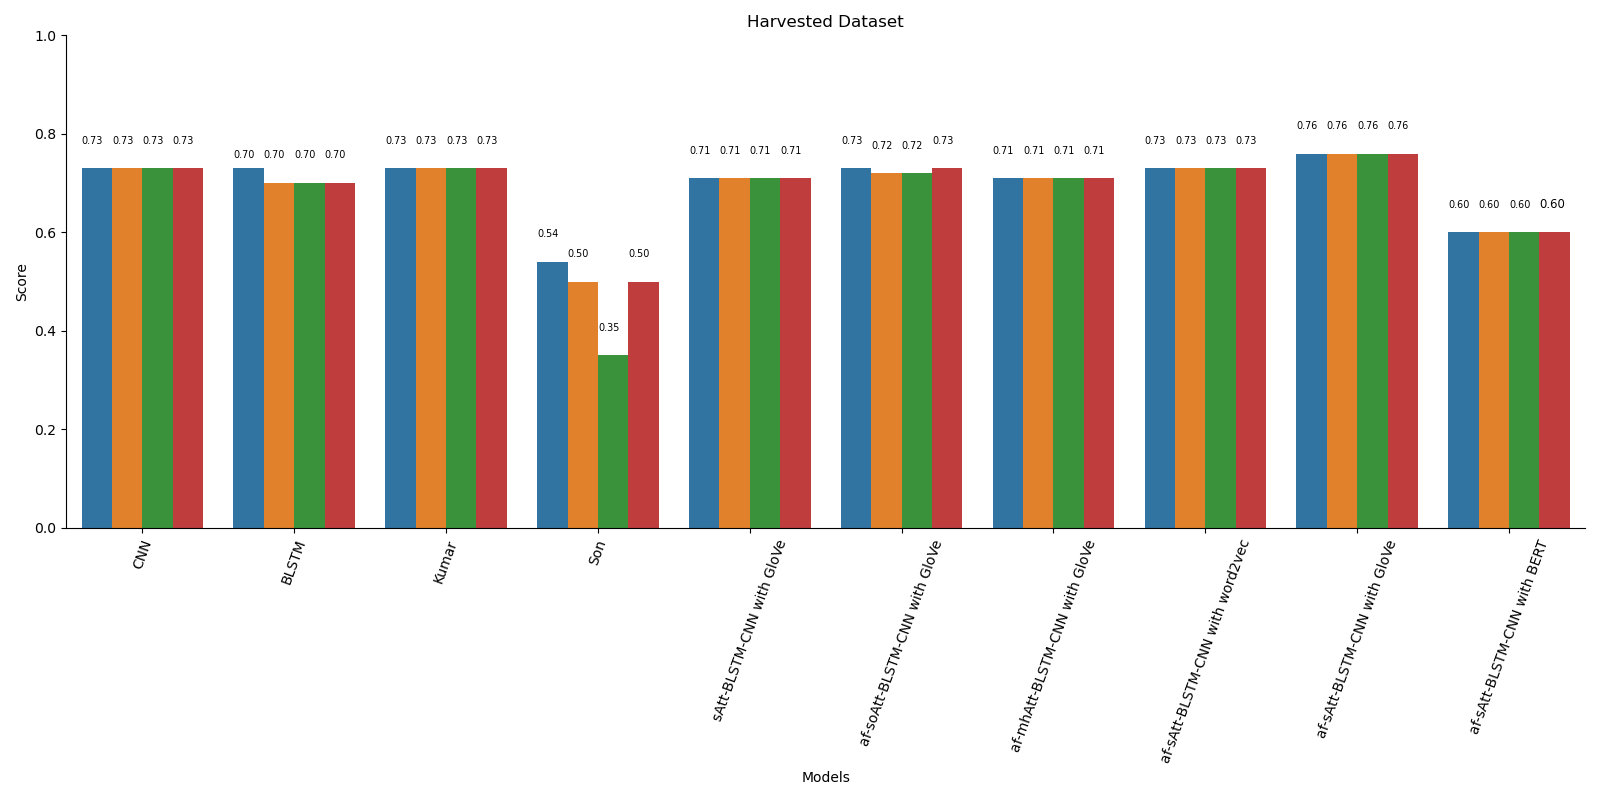 Harvested Dataset
1.0
0.8
0.6
0.4
0.2
0.0
Score
0.73 0.73 0.73 0.73
0.70 0.70 0.70 0.70
0.73 0.73 0.73 0.73
0.54 0.50 0.35 0.50
0.71 0.71 0.71 0.71
0.73 0.72 0.72 0.73
0.71 0.71 0.71 0.71
0.73 0.73 0.73 0.73
0.76 0.76 0.76 0.76
0.60 0.60 0.60 0.60
CNN
BLSTM
Kumar
Son
sAtt-BLSTM-CNN with GloVe
af-soAtt-BLSTM-CNN with GloVe
af-mhAtt-BLSTM-CNN with GloVe
af-sAtt-BLSTM-CNN with word2vec
af-sAtt-BLSTM-CNN with GloVe
af-sAtt-BLSTM-CNN with BERT
Models